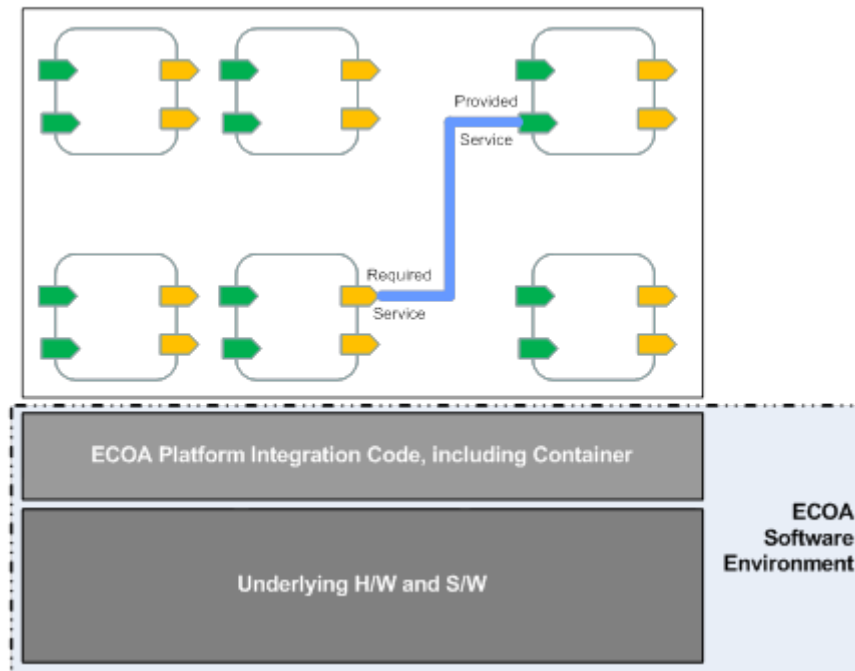 Provided
Service
Required
Service
ECOA Platform Integration Code, including Container
ECOA
Software
Environment
Underlying H/W and S/W